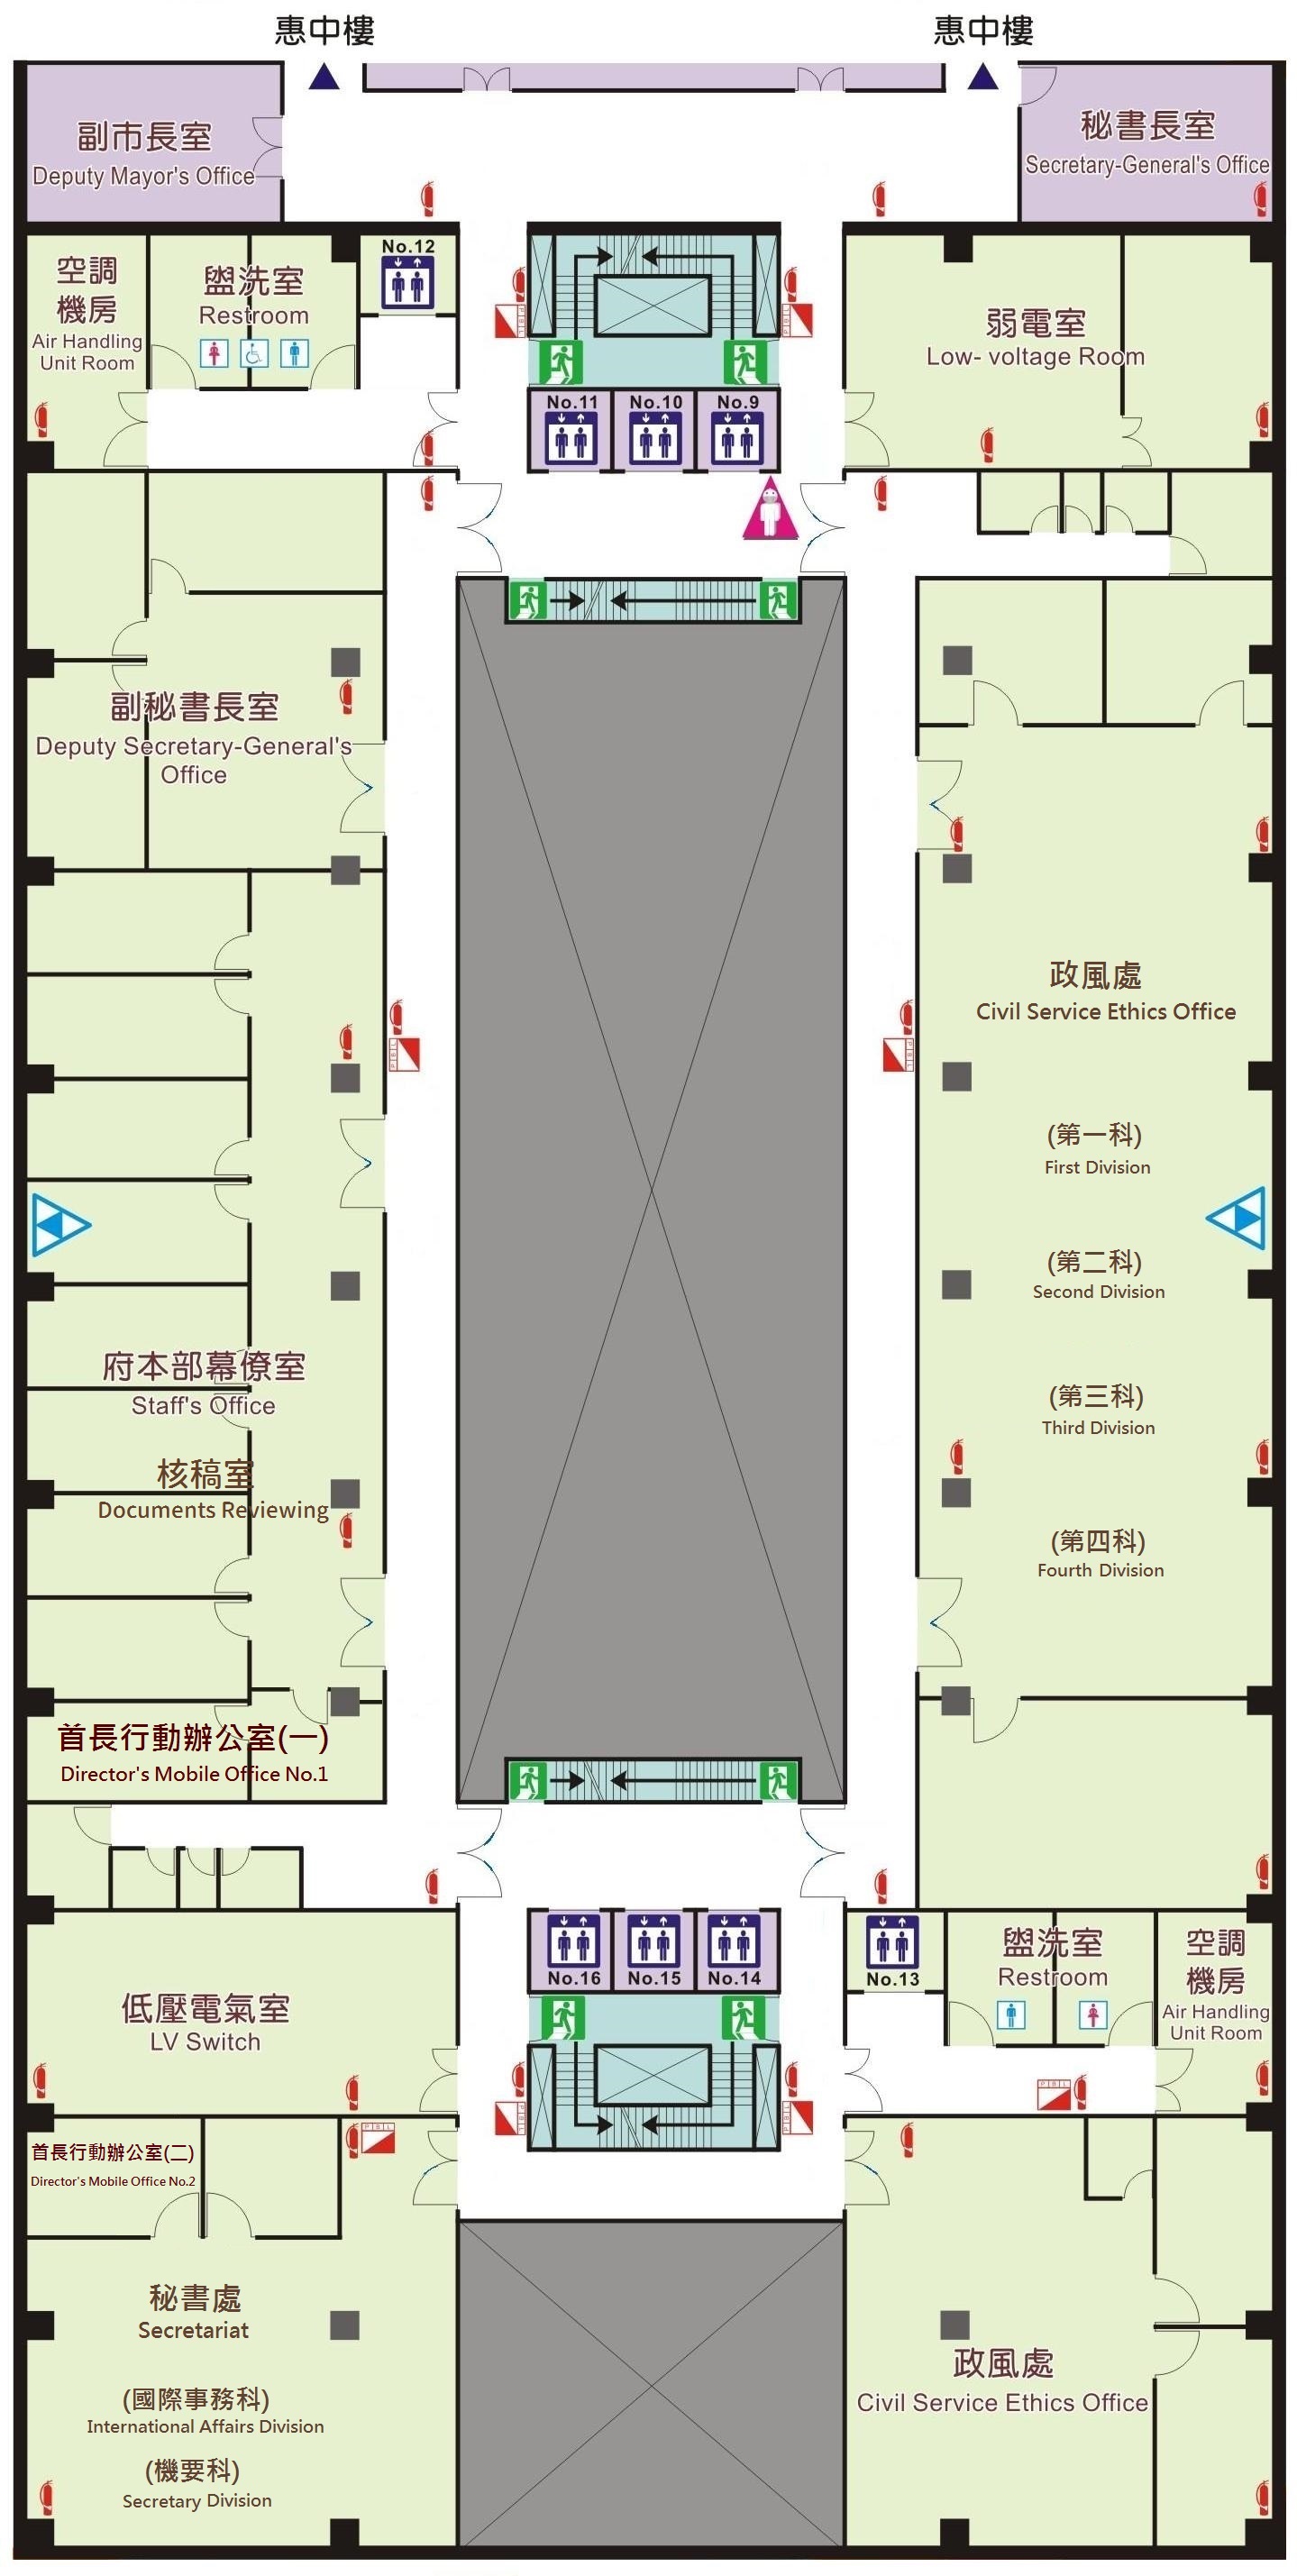 惠中樓
惠中樓
副市長室
Deputy Mayor's Office
秘書長室
Secretary-General's Office
空調
機房
Air Handling
Unit Room
盥洗室
Restroom
No.12
弱電室
Low- voltage Room
No.11
No.10
No.9
副秘書長室
Deputy Secretary-General's
Office
政風處
Civil Service Ethics Office
(第一科)
First Division
(第二科)
Second Division
(第三科)
Third Division
(第四科)
Fourth Division
府本部幕僚室
Staff's Office
核稿室
Documents Reviewing
首長行動辦公室(一)
Director's Mobile Office No.1
No.16
No.15
No.14
No.13
盥洗室
Restroom
空調
機房
Air Handling
Unit Room
低壓電氣室
LV Switch
首長行動辦公室(二)
Director's Mobile Office No.2
秘書處
Secretariat
(國際事務科)
International Affairs Division
(機要科)
Secretary Division
政風處
Civil Service Ethics Office